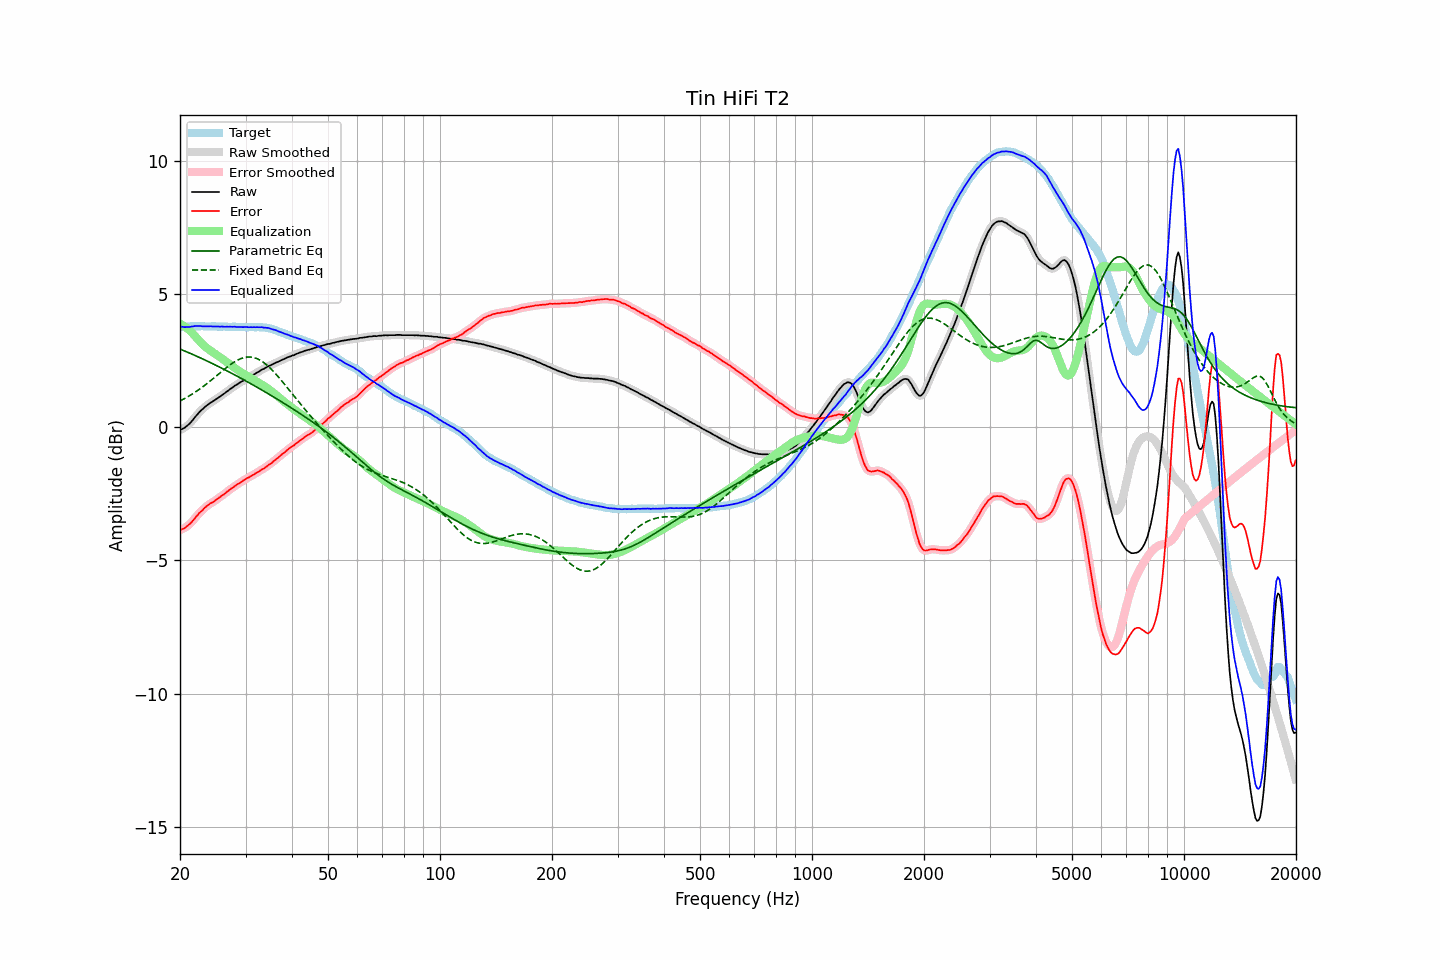 Tin HiFi T2
Target
Raw Smoothed
Error Smoothed
Raw
Error
Equalization
Parametric Eq
Fixed Band Eq
Equalized
10
5
0
−5
−10
−15
Amplitude (dBr)
20 50 100 200 500 1000 2000 5000 10000 20000
Frequency (Hz)